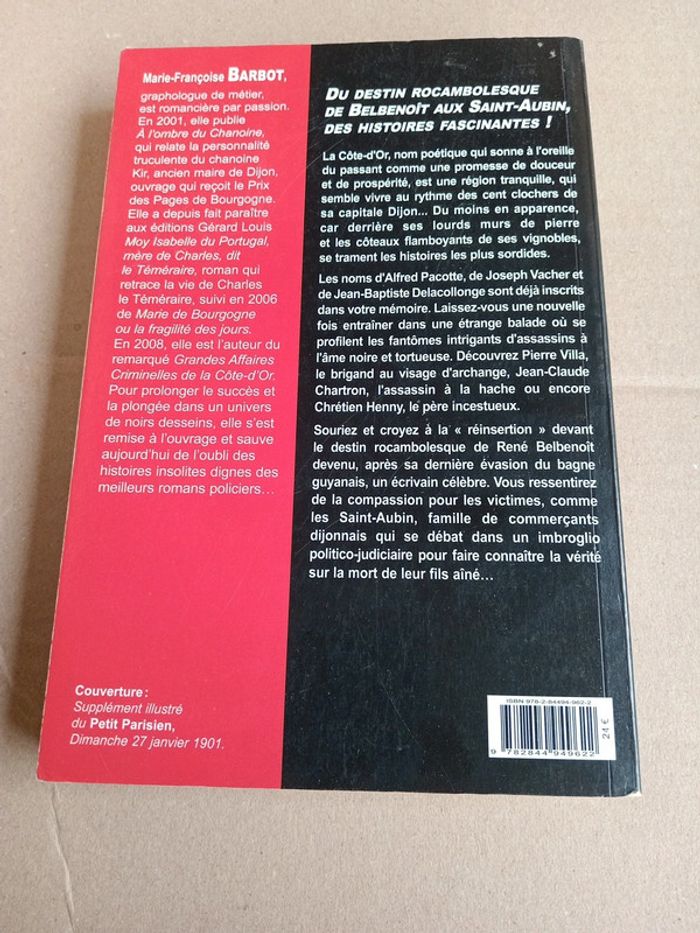 Marie-Françoise BARBOT,
graphologue de métier,
est romancière par passion.
En 2001, elle publie
À l'ombre du Chanoine,
qui relate la personnalité
truculente du chanoine
Kir, ancien maire de Dijon,
ouvrage qui reçoit le Prix
des Pages de Bourgogne.
Elle a depuis fait paraître
aux éditions Gérard Louis
Moy Isabelle du Portugal,
mère de Charles, dit
le Téméraire, roman qui
retrace la vie de Charles
le Téméraire, suivi en 2006
de Marie de Bourgogne
ou la fragilité des jours.
En 2008, elle est l'auteur du
remarqué Grandes Affaires
Criminelles de la Côte-d'Or.
Pour prolonger le succès et
la plongée dans un univers
de noirs desseins, elle s'est
remise à l'ouvrage et sauve
aujourd'hui de l'oubli des
histoires insolites dignes des
meilleurs romans policiers…
Couverture :
Supplément illustré
du Petit Parisien,
Dimanche 27 janvier 1901.
DU DESTIN ROCAMBOLESQUE
DE BELBENOÎT AUX SAINT-AUBIN,
DES HISTOIRES FASCINANTES !
La Côte-d'Or, nom poétique qui sonne à l'oreille
du passant comme une promesse de douceur
et de prospérité, est une région tranquille, qui
semble vivre au rythme des cent clochers de
sa capitale Dijon... Du moins en apparence,
car derrière ses lourds murs de pierre
et les côteaux flamboyants de ses vignobles,
se trament les histoires les plus sordides.
Les noms d'Alfred Pacotte, de Joseph Vacher et
de Jean-Baptiste Delacollonge sont déjà inscrits
dans votre mémoire. Laissez-vous une nouvelle
fois entraîner dans une étrange balade où se
profilent les fantômes intrigants d'assassins à
l'âme noire et tortueuse. Découvrez Pierre Villa,
le brigand au visage d'archange, Jean-Claude
Chartron, l'assassin à la hache ou encore
Chrétien Henny, le père incestueux.
Souriez et croyez à la « réinsertion » devant
le destin rocambolesque de René Belbenoît
devenu, après sa dernière évasion du bagne
guyanais, un écrivain célèbre. Vous ressentirez
de la compassion pour les victimes, comme
les Saint-Aubin, famille de commerçants
dijonnais qui se débat dans un imbroglio
politico-judiciaire pour faire connaître la vérité
sur la mort de leur fils aîné…
ISBN 978-2-84494-962-2
9 782844 949622
24 €